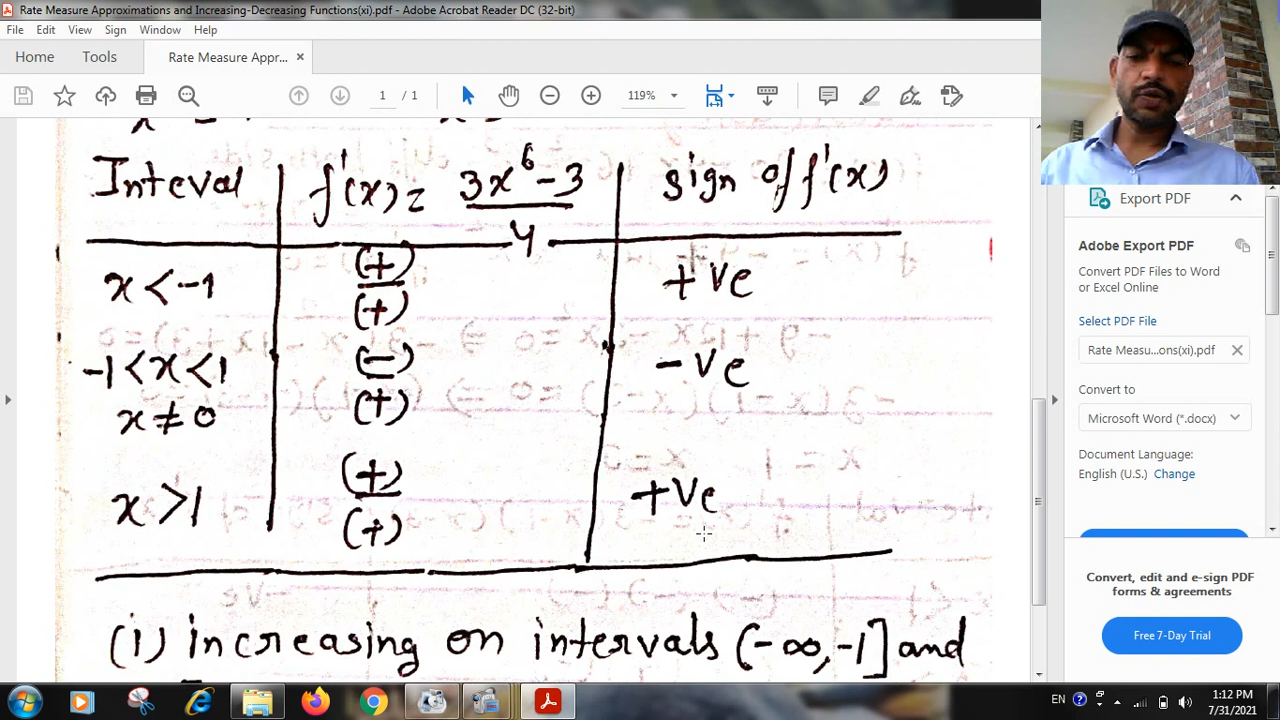 Rate Measure Approximations and Increasing-Decreasing Functions(xi).pdf - Adobe Acrobat Reader DC (32-bit)
File Edit View Sign Window Help
Home Tools Rate Measure Appr... ×
1 / 1 119%
Inteval f'(x)= 3x⁶-3 sign of f'(x)
4
x < -1 (+) +ve
(+)
-1 < x < 1 (-) -ve
x ≠ 0 (+)
x > 1 (+) +ve
(+)
(i) increasing on intervals (-∞, -1] and
Export PDF
Adobe Export PDF
Convert PDF Files to Word
or Excel Online
Select PDF File
Rate Measu...ons(xi).pdf
Convert to
Microsoft Word (*.docx)
Document Language:
English (U.S.) Change
Convert, edit and e-sign PDF
forms & agreements
Free 7-Day Trial
EN 1:12 PM
7/31/2021